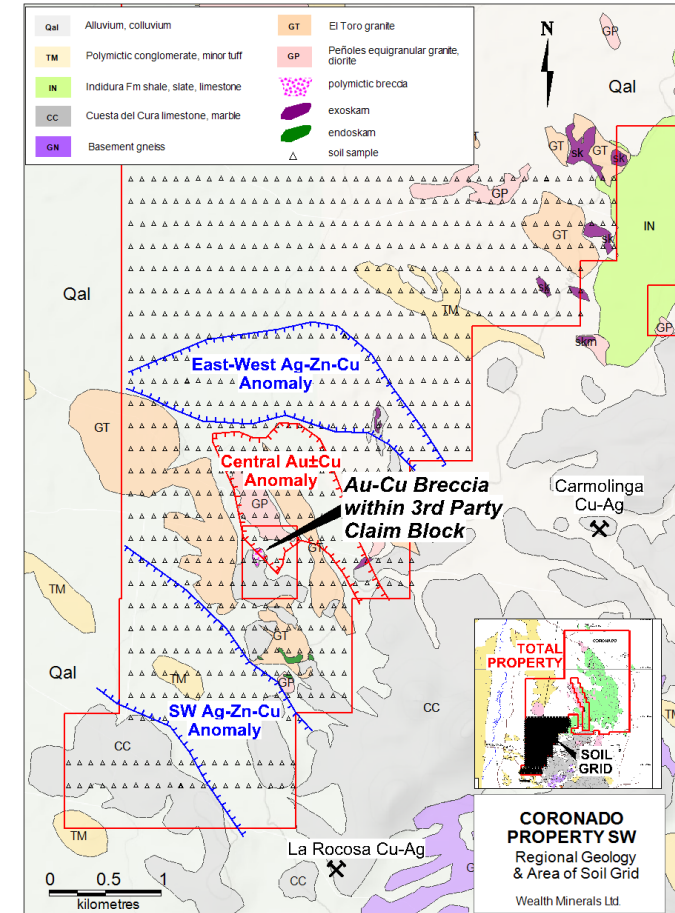 Qal Alluvium, colluvium
TM Polymictic conglomerate, minor tuff
IN Indidura Fm shale, slate, limestone
CC Cuesta del Cura limestone, marble
GN Basement gneiss
GT El Toro granite
GP Peñoles equigranular granite,
diorite
polymictic breccia
exoskarn
endoskarn
soil sample
N
GP
Qal
GT
sk
GT
sk
GP
GT
sk
IN
Qal
sk
sk
TM
GP
skrn
East-West Ag-Zn-Cu
Anomaly
GT
Central Au±Cu
Anomaly
GP
Au-Cu Breccia
within 3rd Party
Claim Block
Carmolinga
Cu-Ag
GT
TM
GT
Qal
TM
GP
CC
SW Ag-Zn-Cu
Anomaly
CC
TM
La Rocosa Cu-Ag
CC
CORONADO
TOTAL
PROPERTY
SOIL
GRID
TM
CORONADO
PROPERTY SW
Regional Geology
& Area of Soil Grid
Wealth Minerals Ltd.
0 0.5 1
kilometres